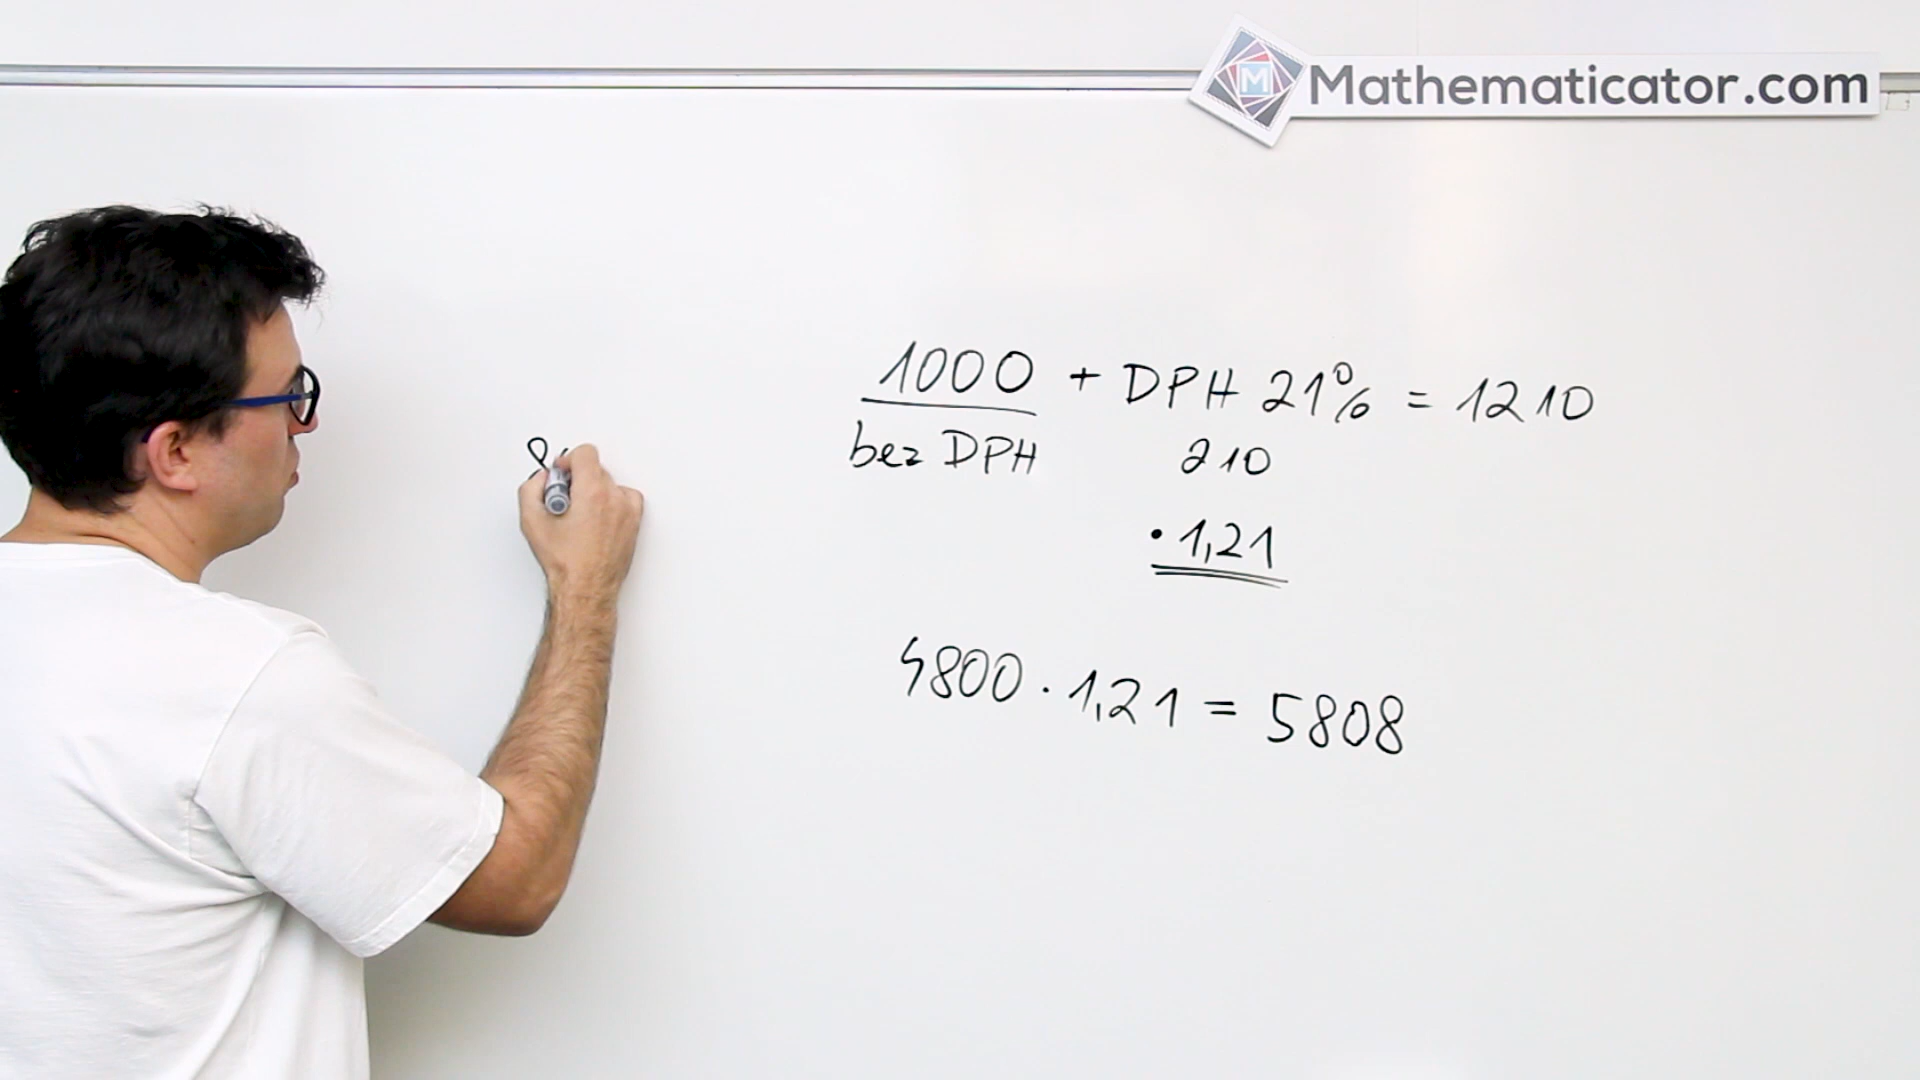 Mathematicator.com
1000 + DPH 21% = 1210
bez DPH 210
· 1,21
4800 · 1,21 = 5808